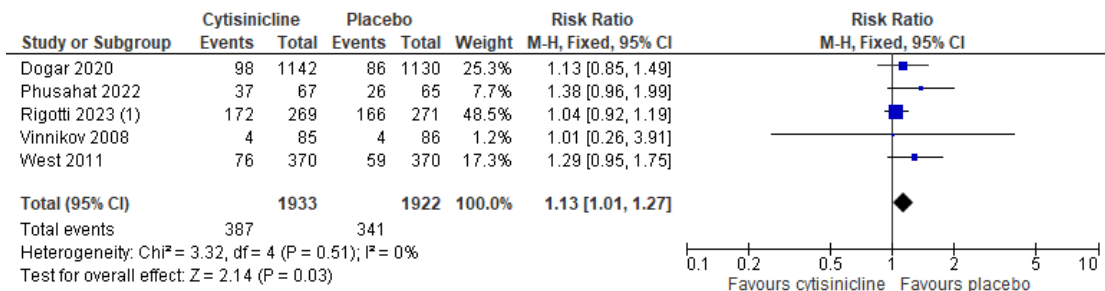 Cytisinicline Placebo Risk Ratio Risk Ratio
Study or Subgroup Events Total Events Total Weight M-H, Fixed, 95% CI M-H, Fixed, 95% CI
Dogar 2020 98 1142 86 1130 25.3% 1.13 [0.85, 1.49]
Phusahat 2022 37 67 26 65 7.7% 1.38 [0.96, 1.99]
Rigotti 2023 (1) 172 269 166 271 48.5% 1.04 [0.92, 1.19]
Vinnikov 2008 4 85 4 86 1.2% 1.01 [0.26, 3.91]
West 2011 76 370 59 370 17.3% 1.29 [0.95, 1.75]
Total (95% CI) 1933 1922 100.0% 1.13 [1.01, 1.27]
Total events 387 341
Heterogeneity: Chi² = 3.32, df = 4 (P = 0.51); I² = 0%
Test for overall effect: Z = 2.14 (P = 0.03)
0.1 0.2 0.5 1 2 5 10
Favours cytisinicline Favours placebo